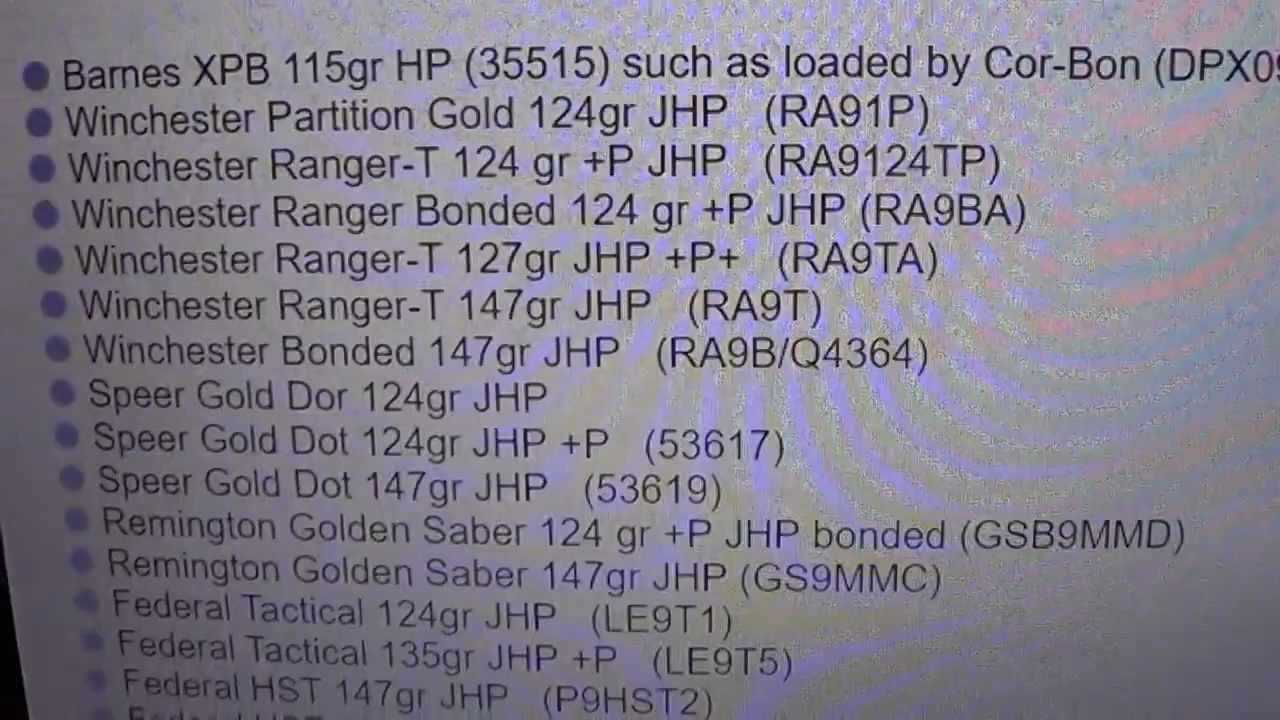 Barnes XPB 115gr HP (35515) such as loaded by Cor-Bon (DPX09
Winchester Partition Gold 124gr JHP (RA91P)
Winchester Ranger-T 124 gr +P JHP (RA9124TP)
Winchester Ranger Bonded 124 gr +P JHP (RA9BA)
Winchester Ranger-T 127gr JHP +P+ (RA9TA)
Winchester Ranger-T 147gr JHP (RA9T)
Winchester Bonded 147gr JHP (RA9B/Q4364)
Speer Gold Dor 124gr JHP
Speer Gold Dot 124gr JHP +P (53617)
Speer Gold Dot 147gr JHP (53619)
Remington Golden Saber 124 gr +P JHP bonded (GSB9MMD)
Remington Golden Saber 147gr JHP (GS9MMC)
Federal Tactical 124gr JHP (LE9T1)
Federal Tactical 135gr JHP +P (LE9T5)
Federal HST 147gr JHP (P9HST2)